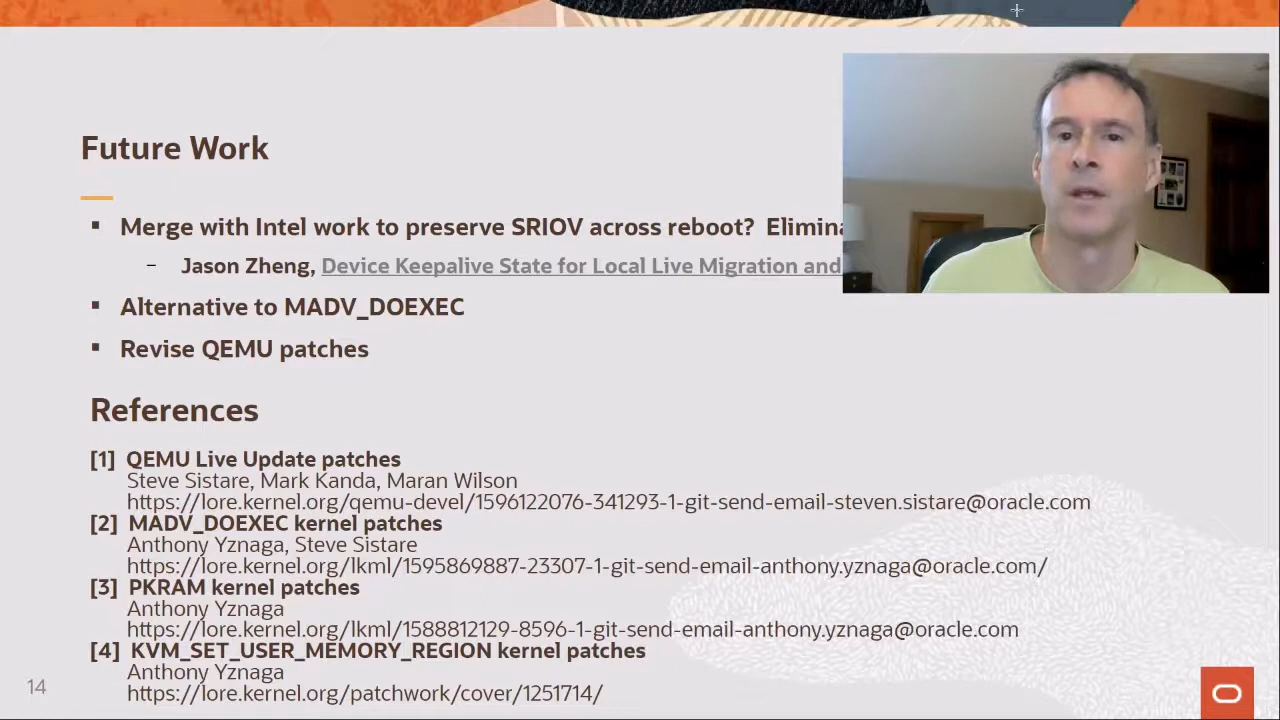 Future Work
▪ Merge with Intel work to preserve SRIOV across reboot? Elimina
– Jason Zheng, Device Keepalive State for Local Live Migration and
▪ Alternative to MADV_DOEXEC
▪ Revise QEMU patches
References
[1] QEMU Live Update patches
Steve Sistare, Mark Kanda, Maran Wilson
https://lore.kernel.org/qemu-devel/1596122076-341293-1-git-send-email-steven.sistare@oracle.com
[2] MADV_DOEXEC kernel patches
Anthony Yznaga, Steve Sistare
https://lore.kernel.org/lkml/1595869887-23307-1-git-send-email-anthony.yznaga@oracle.com/
[3] PKRAM kernel patches
Anthony Yznaga
https://lore.kernel.org/lkml/1588812129-8596-1-git-send-email-anthony.yznaga@oracle.com
[4] KVM_SET_USER_MEMORY_REGION kernel patches
Anthony Yznaga
https://lore.kernel.org/patchwork/cover/1251714/
14